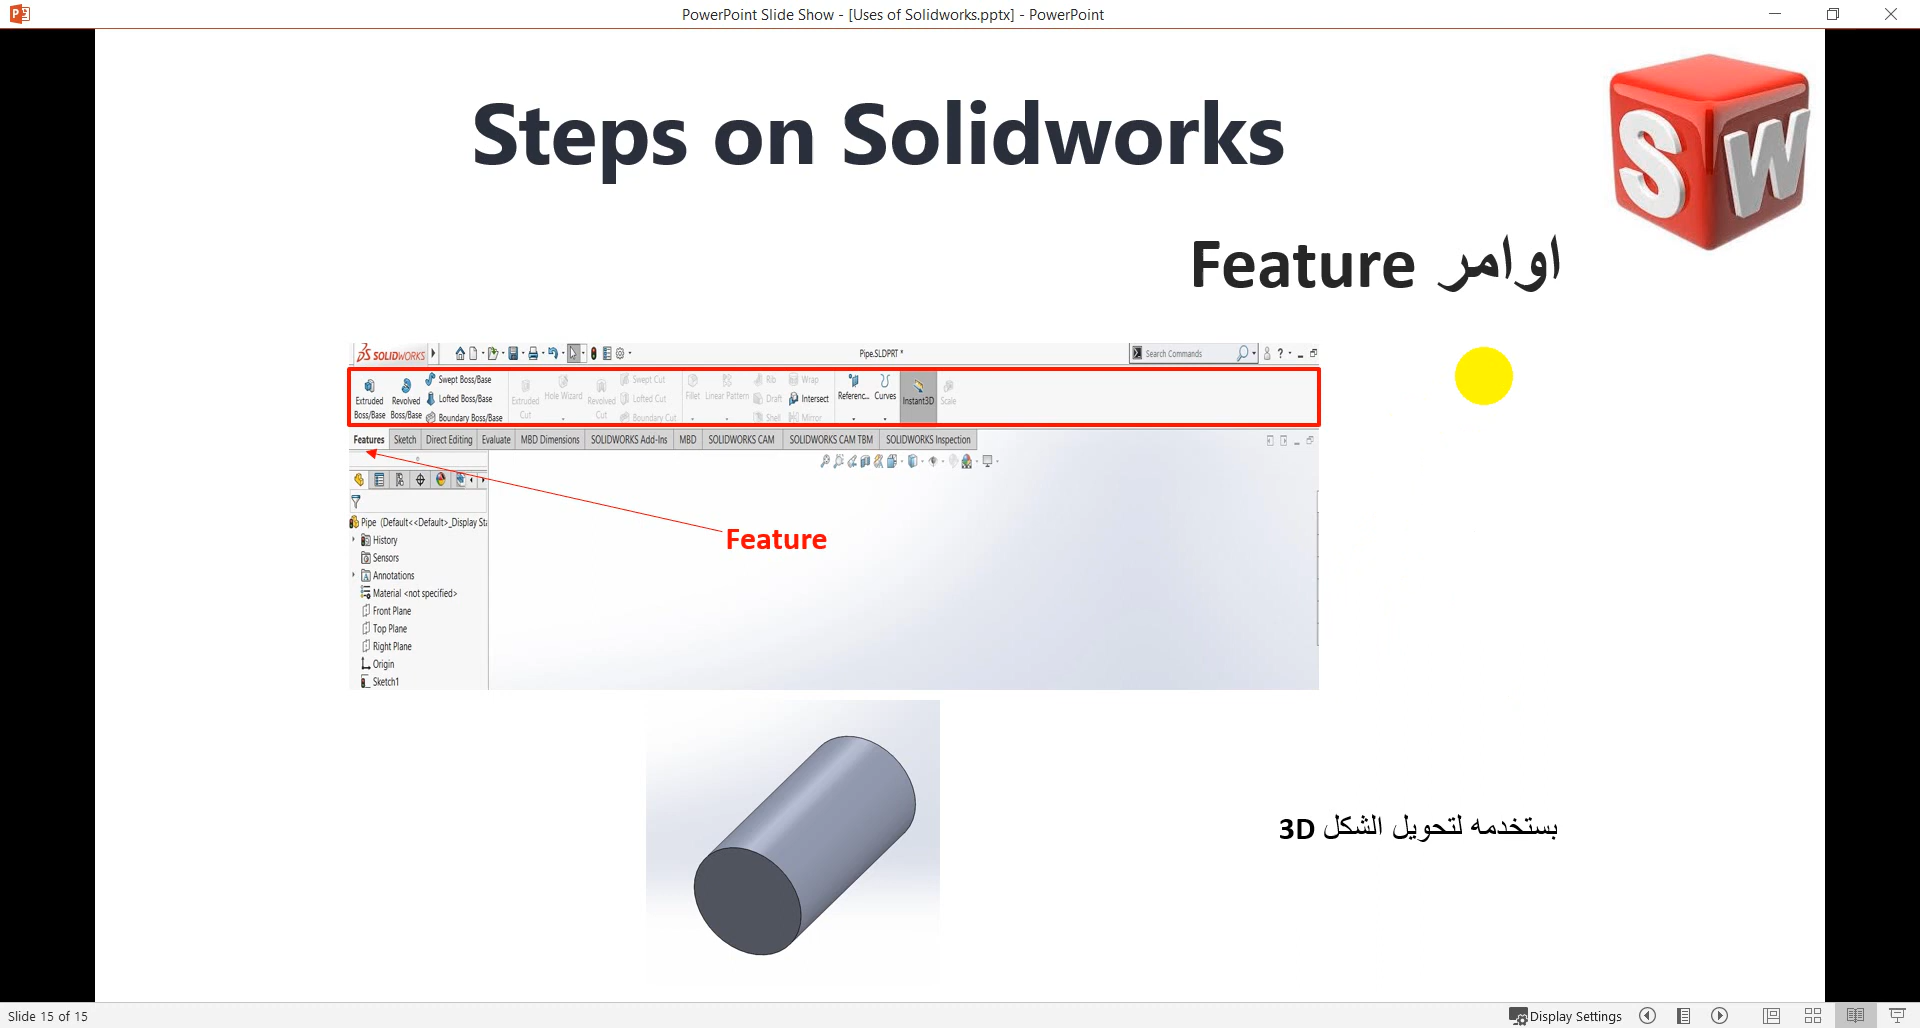 PowerPoint Slide Show - [Uses of Solidworks.pptx] - PowerPoint
Steps on Solidworks
SW
اوامر Feature
SOLIDWORKS
Pipe.SLDPRT *
Search Commands
?
Extruded Boss/Base
Revolved Boss/Base
Swept Boss/Base
Lofted Boss/Base
Boundary Boss/Base
Extruded Cut
Hole Wizard
Revolved Cut
Swept Cut
Lofted Cut
Boundary Cut
Fillet
Linear Pattern
Rib
Draft
Shell
Wrap
Intersect
Mirror
Referenc...
Curves
Instant3D
Scale
Features Sketch Direct Editing Evaluate MBD Dimensions SOLIDWORKS Add-Ins MBD SOLIDWORKS CAM SOLIDWORKS CAM TBM SOLIDWORKS Inspection
Pipe (Default<<Default>_Display Sta
History
Sensors
Annotations
Material <not specified>
Front Plane
Top Plane
Right Plane
Origin
Sketch1
Feature
بستخدمه لتحويل الشكل 3D
Slide 15 of 15
Display Settings